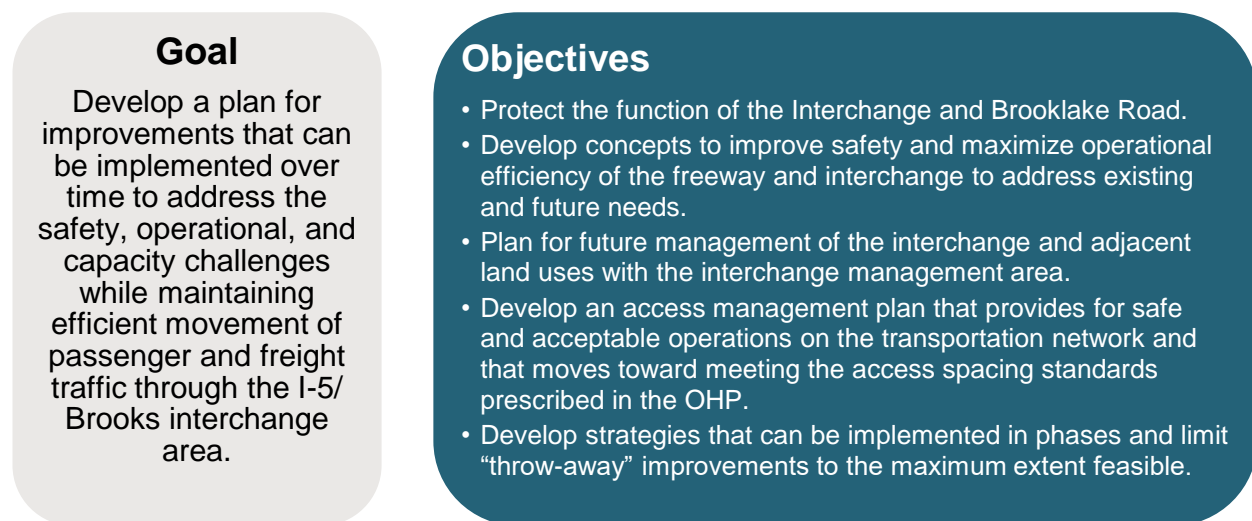 Goal
Develop a plan for
improvements that can
be implemented over
time to address the
safety, operational, and
capacity challenges
while maintaining
efficient movement of
passenger and freight
traffic through the I-5/
Brooks interchange
area.
Objectives
• Protect the function of the Interchange and Brooklake Road.
• Develop concepts to improve safety and maximize operational
efficiency of the freeway and interchange to address existing
and future needs.
• Plan for future management of the interchange and adjacent
land uses with the interchange management area.
• Develop an access management plan that provides for safe
and acceptable operations on the transportation network and
that moves toward meeting the access spacing standards
prescribed in the OHP.
• Develop strategies that can be implemented in phases and limit
“throw-away” improvements to the maximum extent feasible.